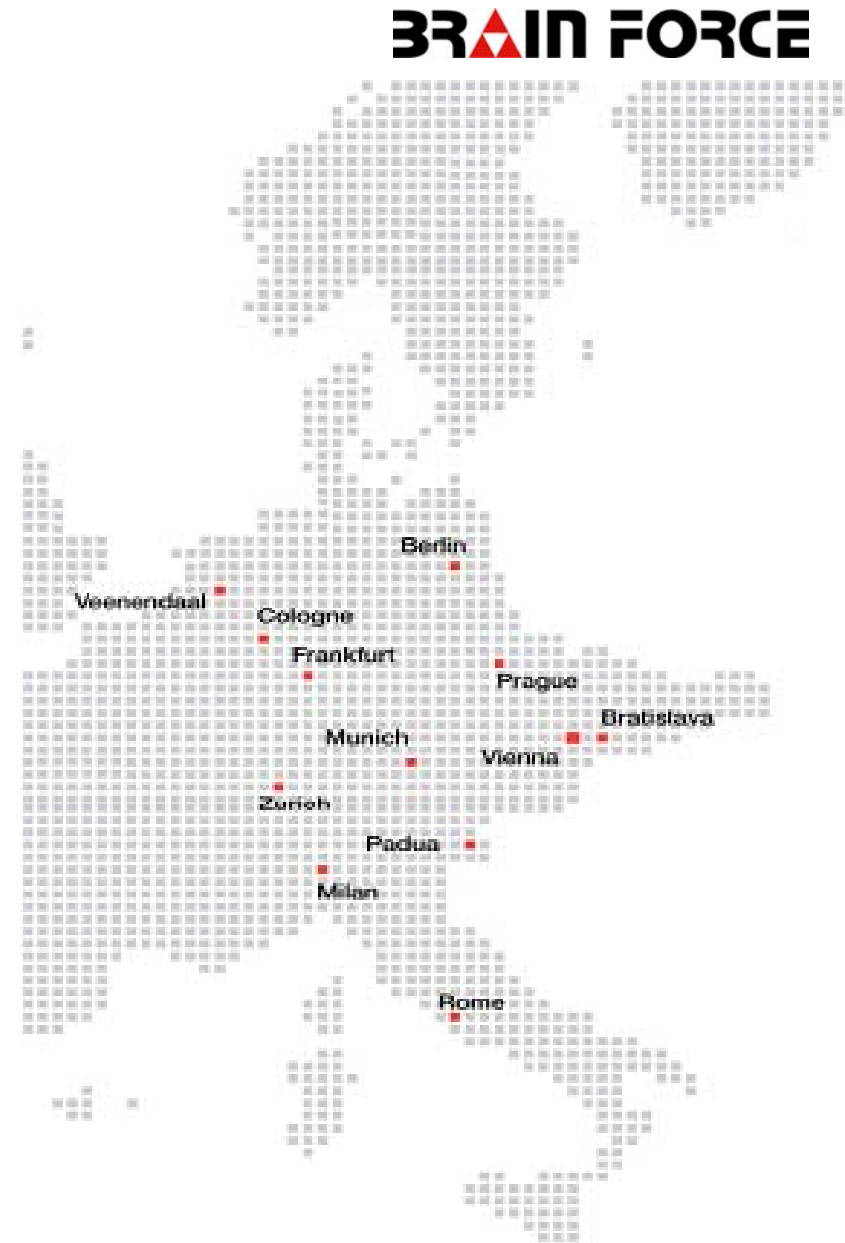 BRAIN FORCE
Berlin
Veenendaal
Cologne
Frankfurt
Prague
Bratislava
Munich
Vienna
Zurich
Padua
Milan
Rome